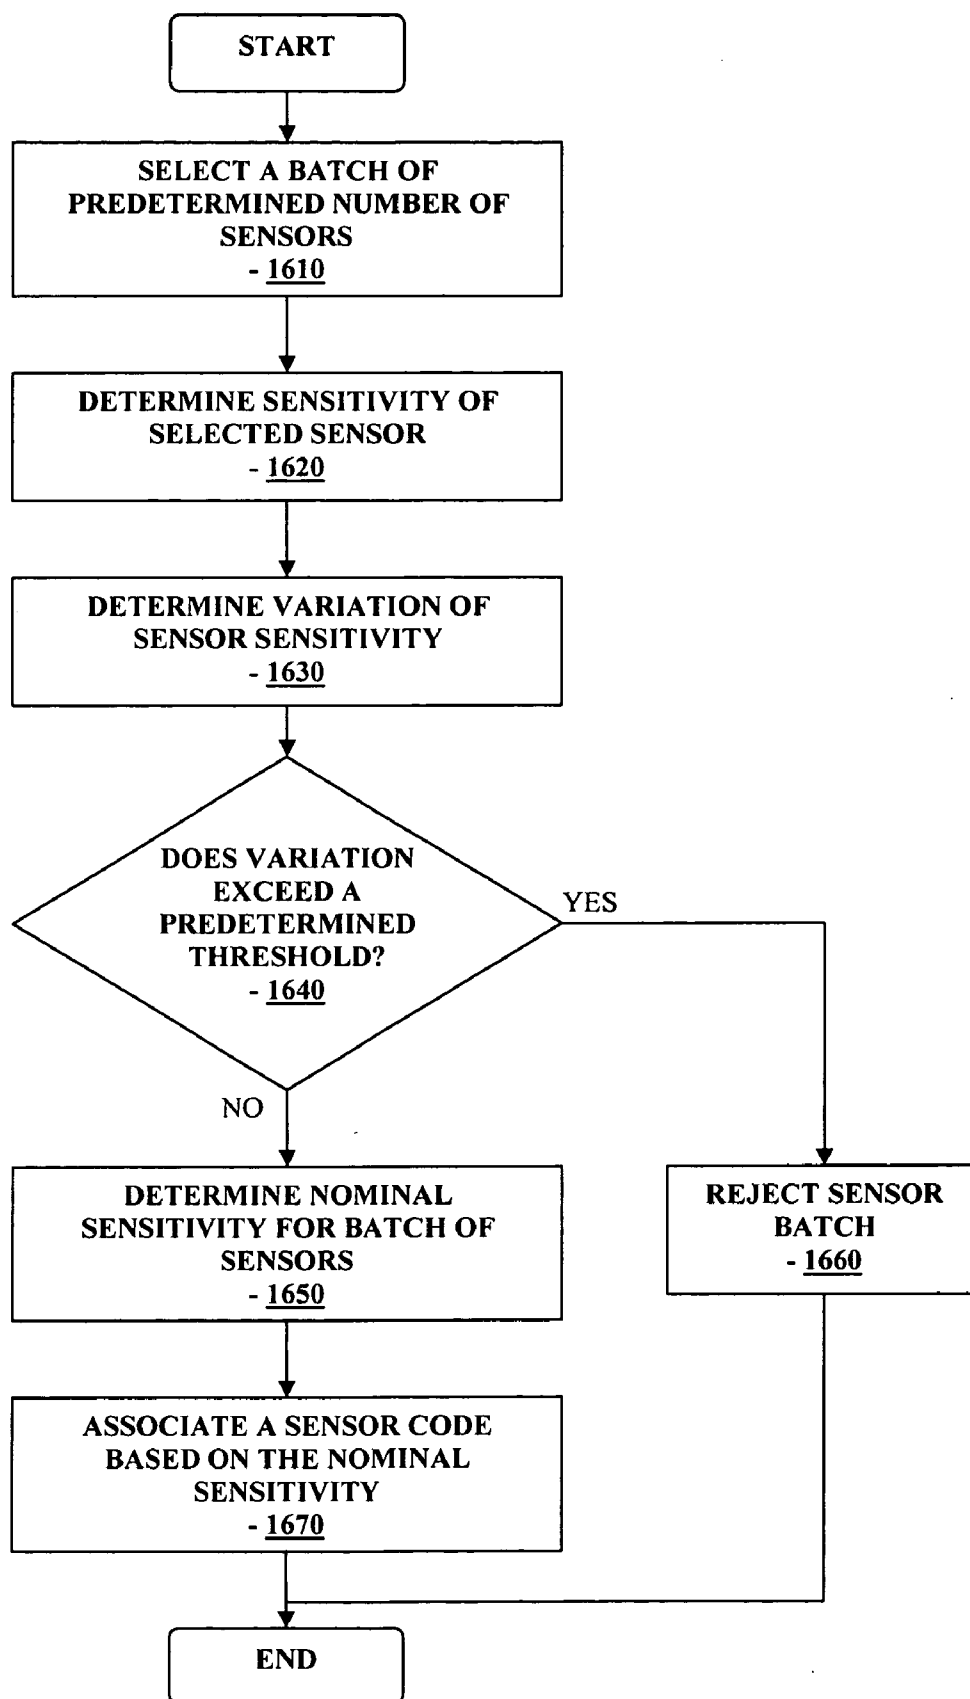 START
SELECT A BATCH OF
PREDETERMINED NUMBER OF
SENSORS
- 1610
DETERMINE SENSITIVITY OF
SELECTED SENSOR
- 1620
DETERMINE VARIATION OF
SENSOR SENSITIVITY
- 1630
DOES VARIATION
EXCEED A
PREDETERMINED
THRESHOLD?
- 1640
YES
NO
DETERMINE NOMINAL
SENSITIVITY FOR BATCH OF
SENSORS
- 1650
REJECT SENSOR
BATCH
- 1660
ASSOCIATE A SENSOR CODE
BASED ON THE NOMINAL
SENSITIVITY
- 1670
END